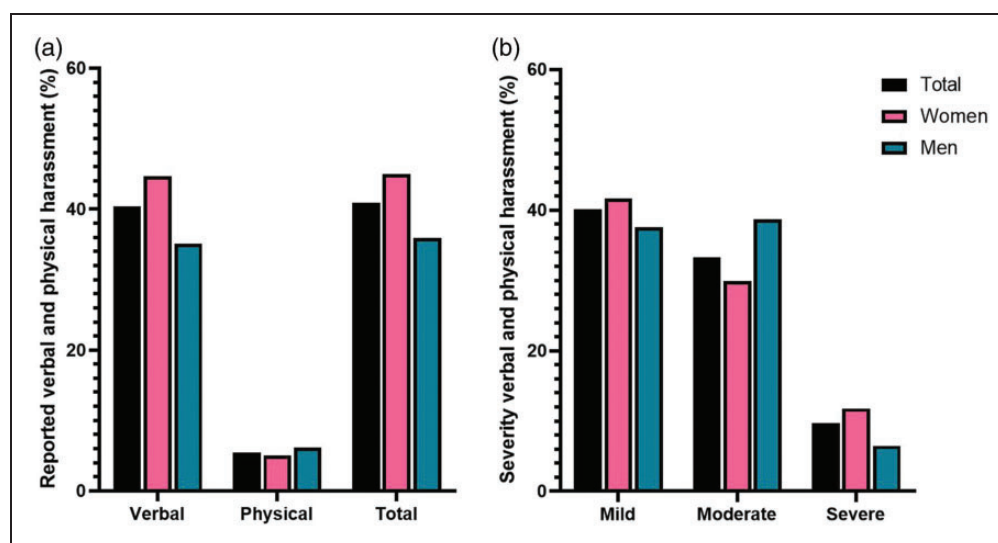 (a)
Reported verbal and physical harassment (%)
60
40
20
0
Verbal Physical Total
(b)
Severity verbal and physical harassment (%)
60
40
20
0
Mild Moderate Severe
Total
Women
Men